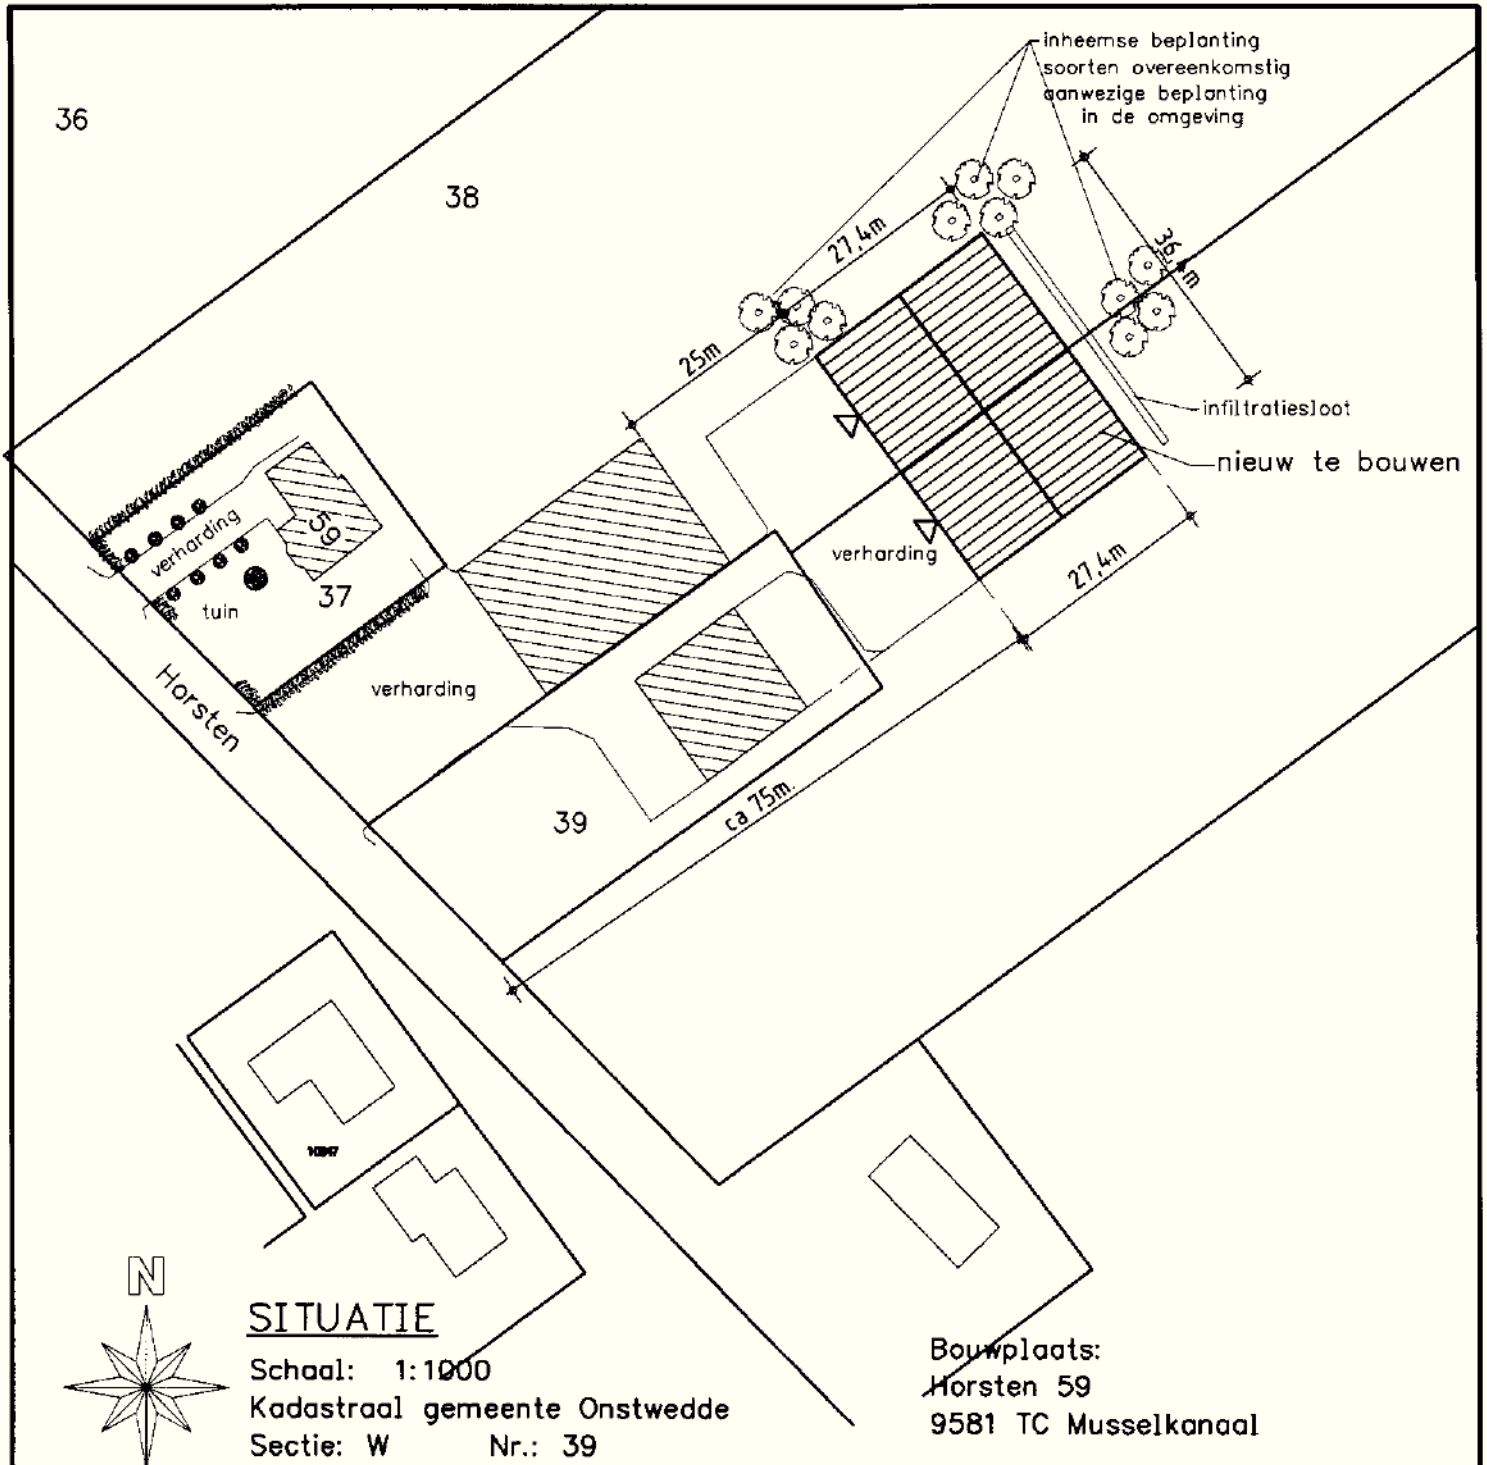 inheemse beplanting
soorten overeenkomstig
aanwezige beplanting
in de omgeving
36
38
27,4m
25m
infiltratiesloot
nieuw te bouwen
59
verharding
tuin
37
verharding
27,4m
Horsten
verharding
39
ca 75m.
N
SITUATIE
Schaal: 1:1000
Kadastraal gemeente Onstwedde
Sectie: W Nr.: 39
Bouwplaats:
Horsten 59
9581 TC Musselkanaal